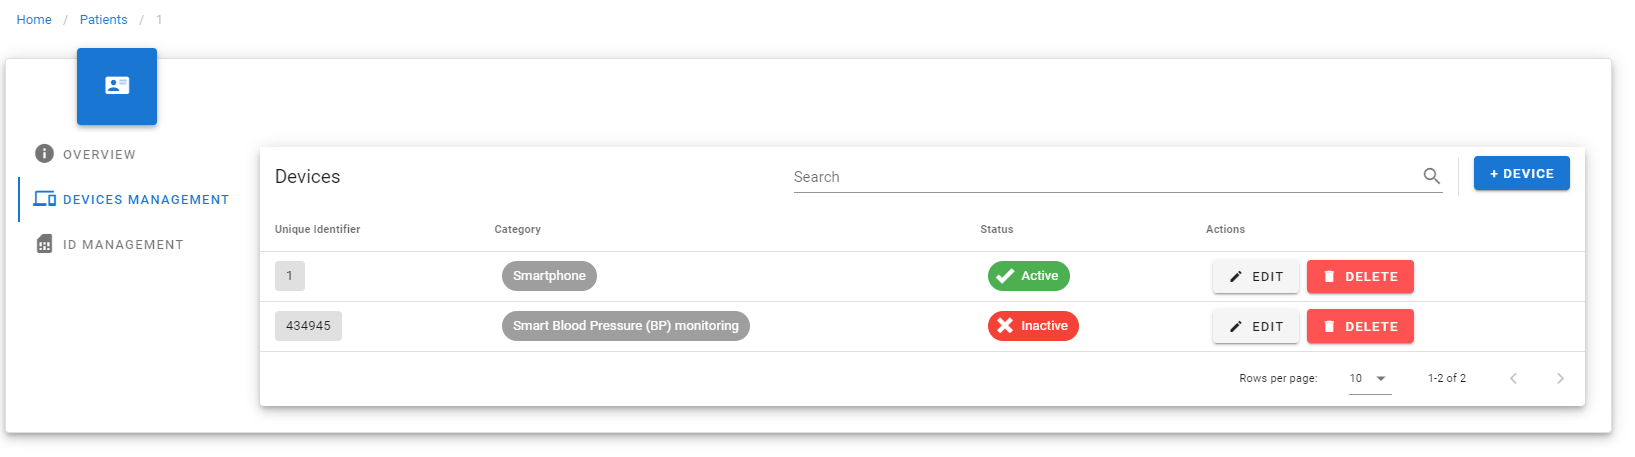 Home / Patients / 1
OVERVIEW
DEVICES MANAGEMENT
ID MANAGEMENT
Devices
Search
+ DEVICE
Unique Identifier Category Status Actions
1 Smartphone Active EDIT DELETE
434945 Smart Blood Pressure (BP) monitoring Inactive EDIT DELETE
Rows per page: 10 1-2 of 2